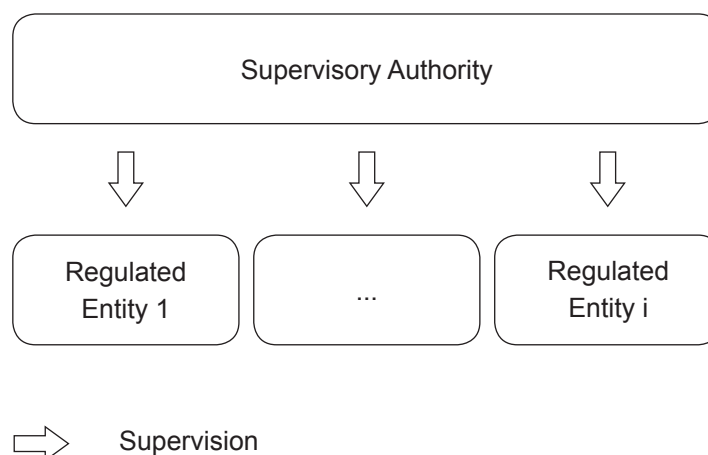 Supervisory Authority
Regulated
Entity 1
...
Regulated
Entity i
Supervision